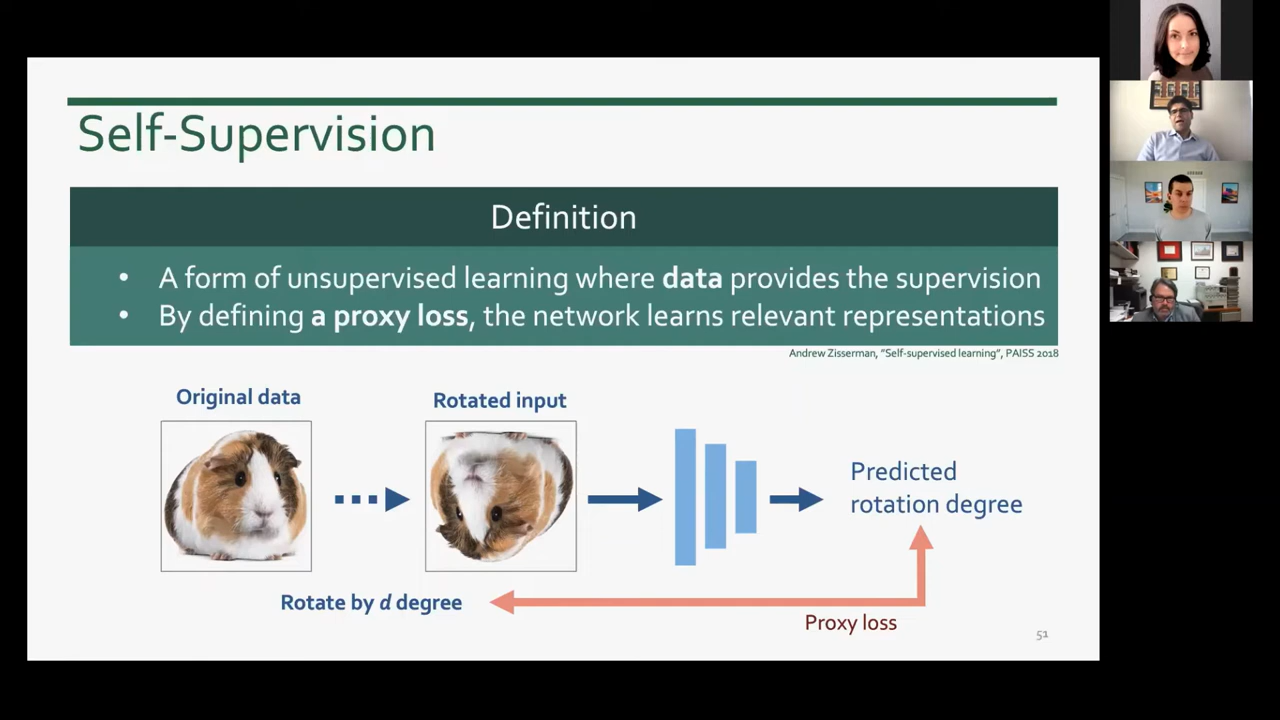 Self-Supervision
Definition
• A form of unsupervised learning where data provides the supervision
• By defining a proxy loss, the network learns relevant representations
Andrew Zisserman, “Self-supervised learning”, PAISS 2018
Original data
Rotated input
Predicted
rotation degree
Rotate by d degree
Proxy loss
51